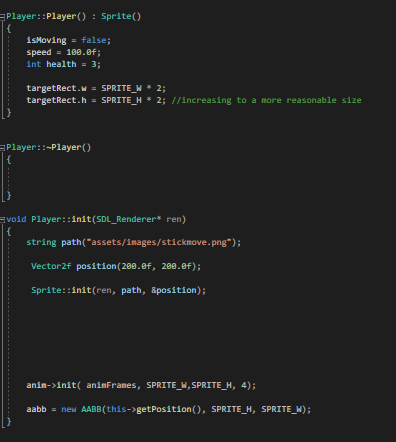 Player::Player() : Sprite()
{
isMoving = false;
speed = 100.0f;
int health = 3;
targetRect.w = SPRITE_W * 2;
targetRect.h = SPRITE_H * 2; //increasing to a more reasonable size
}
Player::~Player()
{
}
void Player::init(SDL_Renderer* ren)
{
string path("assets/images/stickmove.png");
Vector2f position(200.0f, 200.0f);
Sprite::init(ren, path, &position);
anim->init( animFrames, SPRITE_W,SPRITE_H, 4);
aabb = new AABB(this->getPosition(), SPRITE_H, SPRITE_W);
}